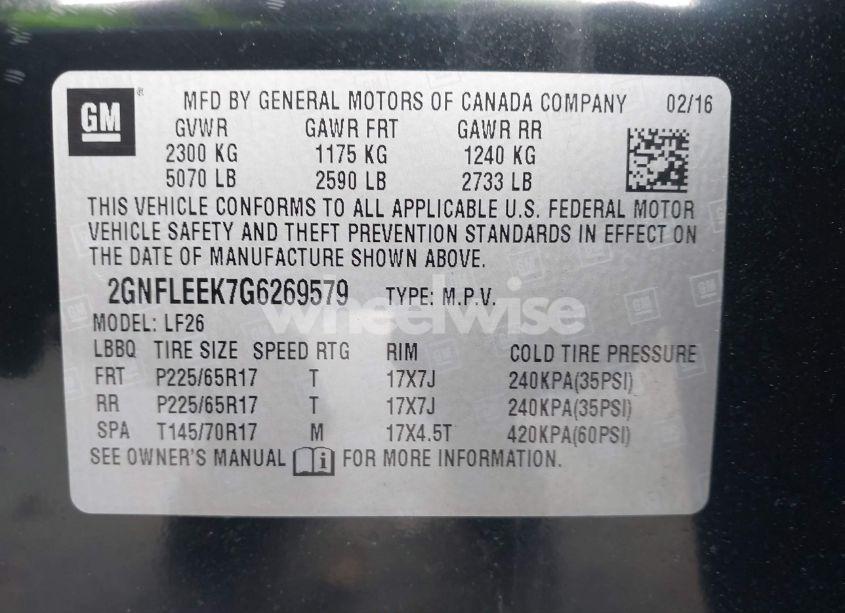 GM ® MFD BY GENERAL MOTORS OF CANADA COMPANY 02/16
GVWR GAWR FRT GAWR RR
2300 KG 1175 KG 1240 KG
5070 LB 2590 LB 2733 LB
THIS VEHICLE CONFORMS TO ALL APPLICABLE U.S. FEDERAL MOTOR
VEHICLE SAFETY AND THEFT PREVENTION STANDARDS IN EFFECT ON
THE DATE OF MANUFACTURE SHOWN ABOVE.
2GNFLEEK7G6269579 TYPE: M.P.V.
wheelwise
MODEL: LF26
LBBQ TIRE SIZE SPEED RTG RIM COLD TIRE PRESSURE
FRT P225/65R17 T 17X7J 240KPA(35PSI)
RR P225/65R17 T 17X7J 240KPA(35PSI)
SPA T145/70R17 M 17X4.5T 420KPA(60PSI)
SEE OWNER'S MANUAL i FOR MORE INFORMATION.